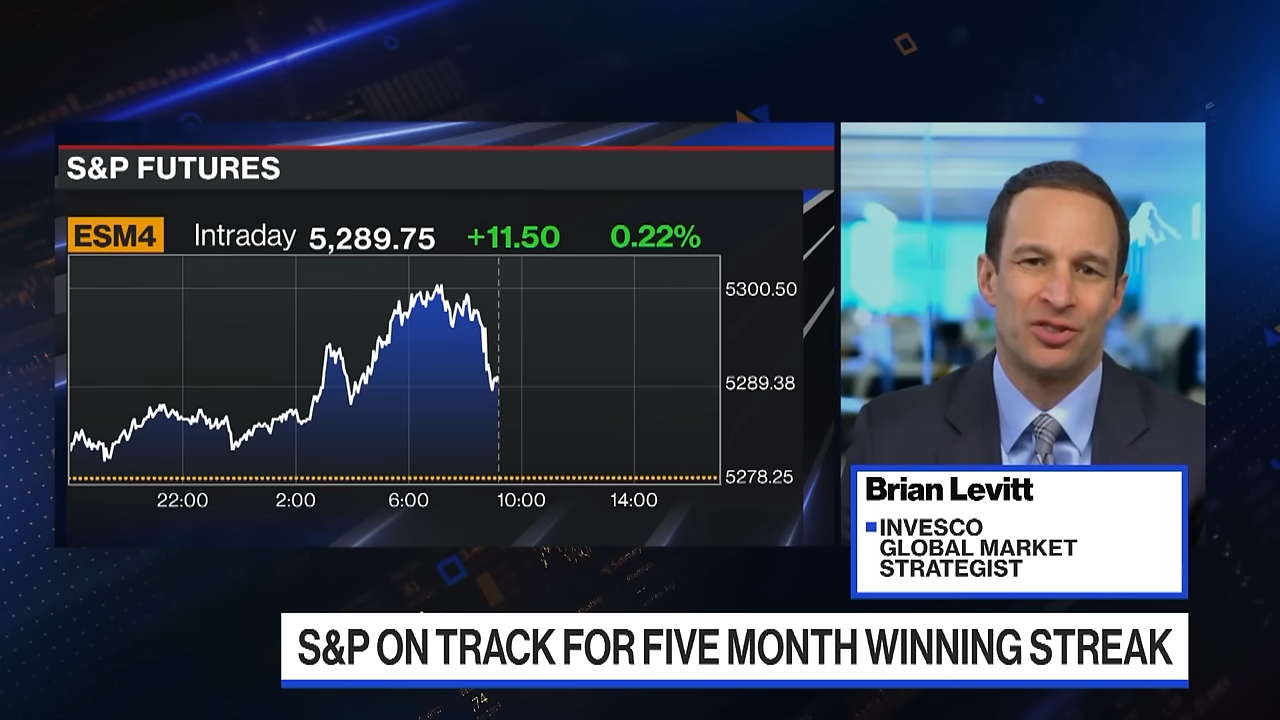 S&P FUTURES
ESM4 Intraday 5,289.75 +11.50 0.22%
5300.50
5289.38
5278.25
22:00 2:00 6:00 10:00 14:00
Brian Levitt
INVESCO
GLOBAL MARKET
STRATEGIST
S&P ON TRACK FOR FIVE MONTH WINNING STREAK
74